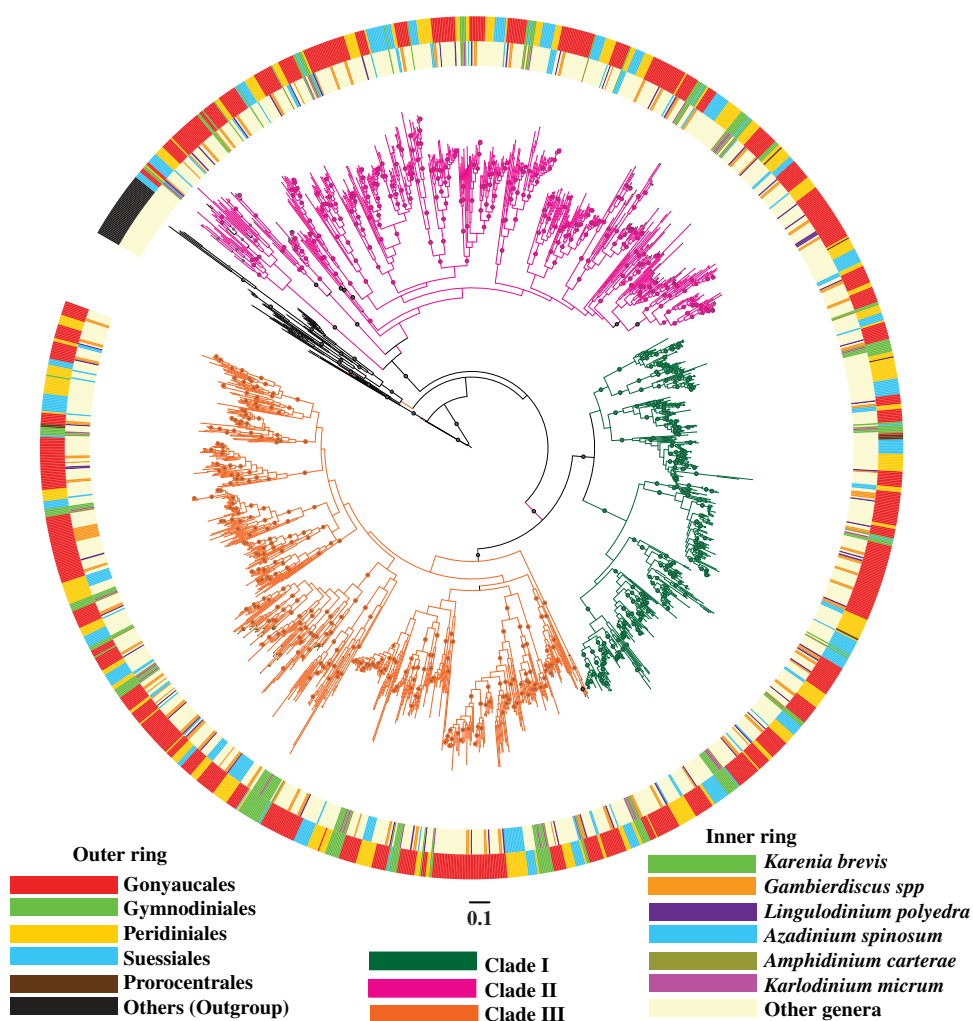 Outer ring
Gonyaucales
Gymnodiniales
Peridiniales
Suessiales
Prorocentrales
Others (Outgroup)
0.1
Clade I
Clade II
Clade III
Inner ring
Karenia brevis
Gambierdiscus spp
Lingulodinium polyedra
Azadinium spinosum
Amphidinium carterae
Karlodinium micrum
Other genera